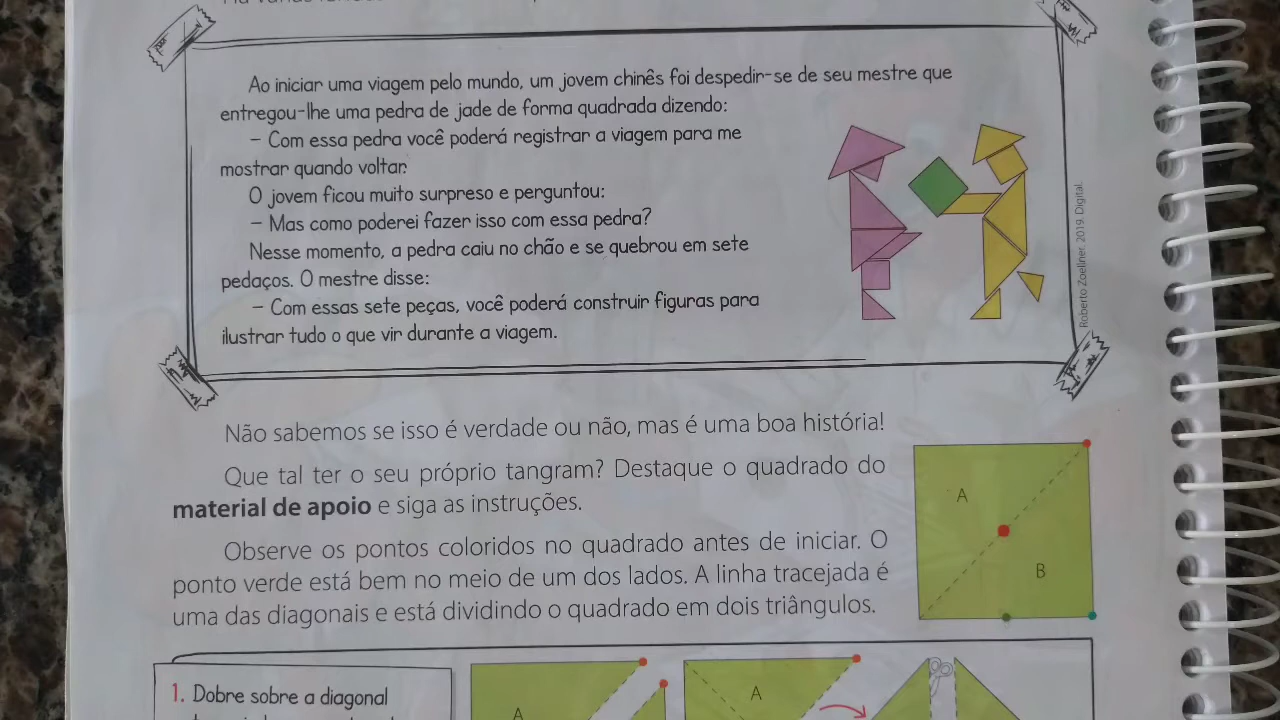 Ao iniciar uma viagem pelo mundo, um jovem chinês foi despedir-se de seu mestre que
entregou-lhe uma pedra de jade de forma quadrada dizendo:
– Com essa pedra você poderá registrar a viagem para me
mostrar quando voltar.
O jovem ficou muito surpreso e perguntou:
– Mas como poderei fazer isso com essa pedra?
Nesse momento, a pedra caiu no chão e se quebrou em sete
pedaços. O mestre disse:
– Com essas sete peças, você poderá construir figuras para
ilustrar tudo o que vir durante a viagem.
Roberto Zoellner. 2019. Digital.
Não sabemos se isso é verdade ou não, mas é uma boa história!
Que tal ter o seu próprio tangram? Destaque o quadrado do
material de apoio e siga as instruções.
Observe os pontos coloridos no quadrado antes de iniciar. O
ponto verde está bem no meio de um dos lados. A linha tracejada é
uma das diagonais e está dividindo o quadrado em dois triângulos.
A
B
1. Dobre sobre a diagonal
A
A